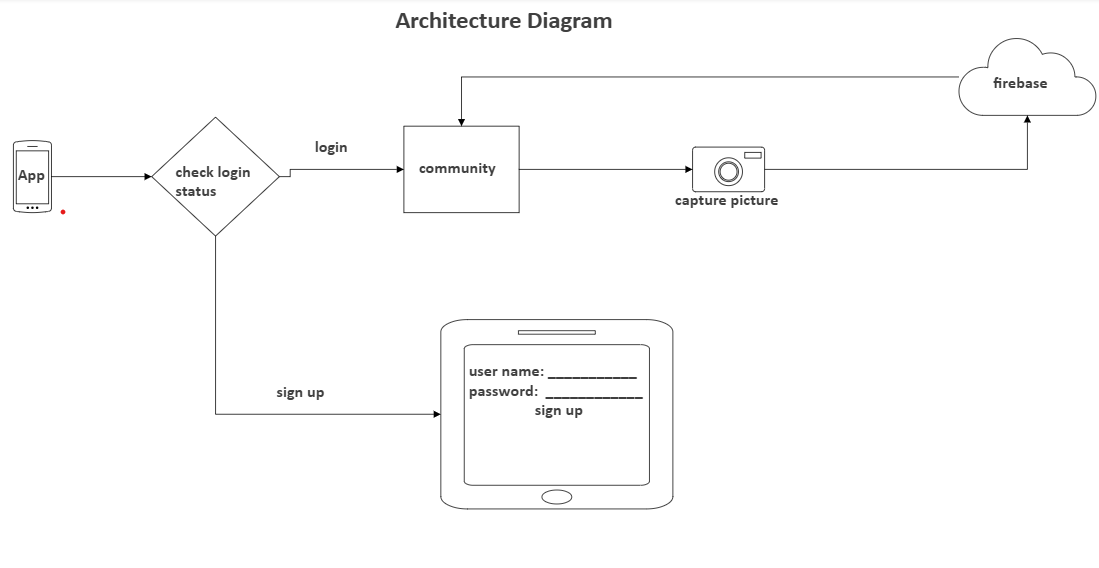 Architecture Diagram
firebase
login
App
check login
status
community
capture picture
user name: ___________
password: ____________
sign up
sign up